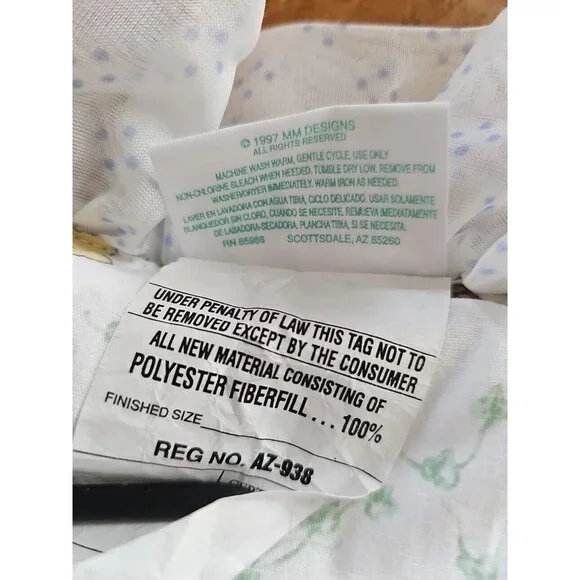 © 1997 MM DESIGNS
ALL RIGHTS RESERVED
MACHINE WASH WARM, GENTLE CYCLE, USE ONLY
NON-CHLORINE BLEACH WHEN NEEDED, TUMBLE DRY LOW. REMOVE FROM
WASHER/DRYER IMMEDIATELY. WARM IRON AS NEEDED.
LAVER EN LAVADORA CON AGUA TIBIA, CICLO DELICADO. USAR SOLAMENTE
BLANQUEDOR SIN CLORO, CUANDO SE NECESITE. REMUEVA IMEDIATAMENTE
DE LABADORA-SECADORA. PLANCHA TIBIA, SI SE NECESITA.
RN 85986 SCOTTSDALE, AZ 85260
UNDER PENALTY OF LAW THIS TAG NOT TO
BE REMOVED EXCEPT BY THE CONSUMER
ALL NEW MATERIAL CONSISTING OF
POLYESTER FIBERFILL... 100%
FINISHED SIZE
REG NO. AZ-938